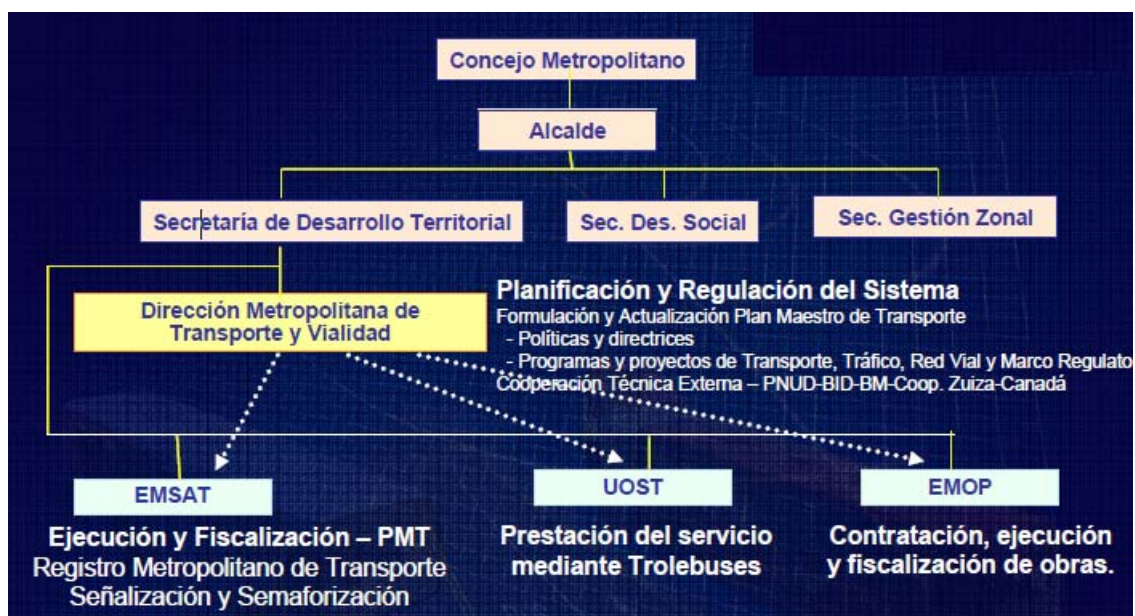 Concejo Metropolitano
Alcalde
Secretaría de Desarrollo Territorial
Sec. Des. Social
Sec. Gestión Zonal
Dirección Metropolitana de
Transporte y Vialidad
Planificación y Regulación del Sistema
Formulación y Actualización Plan Maestro de Transporte
- Políticas y directrices
- Programas y proyectos de Transporte, Tráfico, Red Vial y Marco Regulato
Cooperación Técnica Externa – PNUD-BID-BM-Coop. Zuiza-Canadá
EMSAT
Ejecución y Fiscalización – PMT
Registro Metropolitano de Transporte
Señalización y Semaforización
UOST
Prestación del servicio
mediante Trolebuses
EMOP
Contratación, ejecución
y fiscalización de obras.